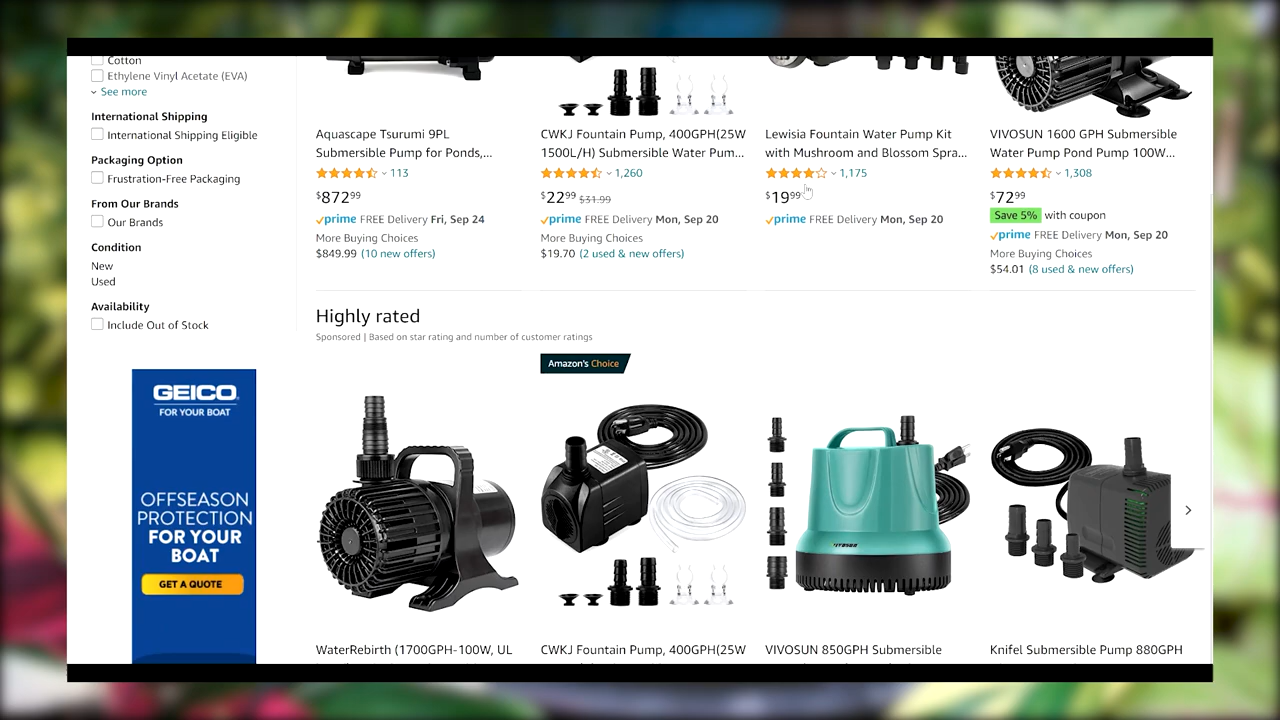 Cotton
Ethylene Vinyl Acetate (EVA)
See more
International Shipping
International Shipping Eligible
Packaging Option
Frustration-Free Packaging
From Our Brands
Our Brands
Condition
New
Used
Availability
Include Out of Stock
GEICO
FOR YOUR BOAT
OFFSEASON
PROTECTION
FOR YOUR
BOAT
GET A QUOTE
Aquascape Tsurumi 9PL
Submersible Pump for Ponds,...
113
$872 99
prime FREE Delivery Fri, Sep 24
More Buying Choices
$849.99 (10 new offers)
CWKJ Fountain Pump, 400GPH(25W
1500L/H) Submersible Water Pum...
1,260
$22 99 $31.99
prime FREE Delivery Mon, Sep 20
More Buying Choices
$19.70 (2 used & new offers)
Lewisia Fountain Water Pump Kit
with Mushroom and Blossom Spra...
1,175
$19 99
prime FREE Delivery Mon, Sep 20
VIVOSUN 1600 GPH Submersible
Water Pump Pond Pump 100W...
1,308
$72 99
Save 5% with coupon
prime FREE Delivery Mon, Sep 20
More Buying Choices
$54.01 (8 used & new offers)
Highly rated
Sponsored | Based on star rating and number of customer ratings
Amazon's Choice
VIVOSUN
WaterRebirth (1700GPH-100W, UL
CWKJ Fountain Pump, 400GPH(25W
VIVOSUN 850GPH Submersible
Knifel Submersible Pump 880GPH